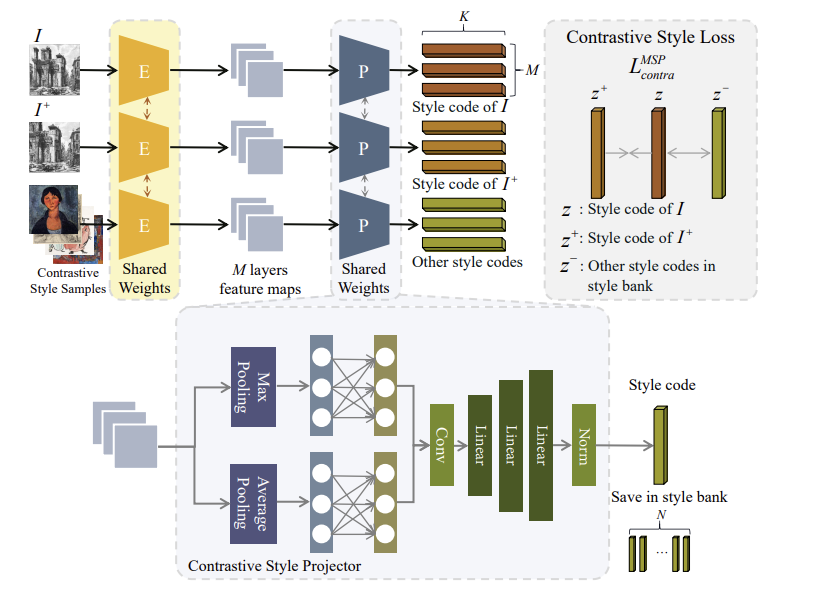 I
E
P
K
M
Style code of I
I⁺
E
P
Style code of I⁺
E
P
Other style codes
Contrastive
Style Samples
Shared
Weights
M layers
feature maps
Shared
Weights
Contrastive Style Loss
L^{MSP}_{contra}
z⁺ z z⁻
z : Style code of I
z⁺: Style code of I⁺
z⁻: Other style codes in
style bank
Max
Pooling
Average
Pooling
Conv
Linear
Linear
Linear
Norm
Contrastive Style Projector
Style code
Save in style bank
N
...